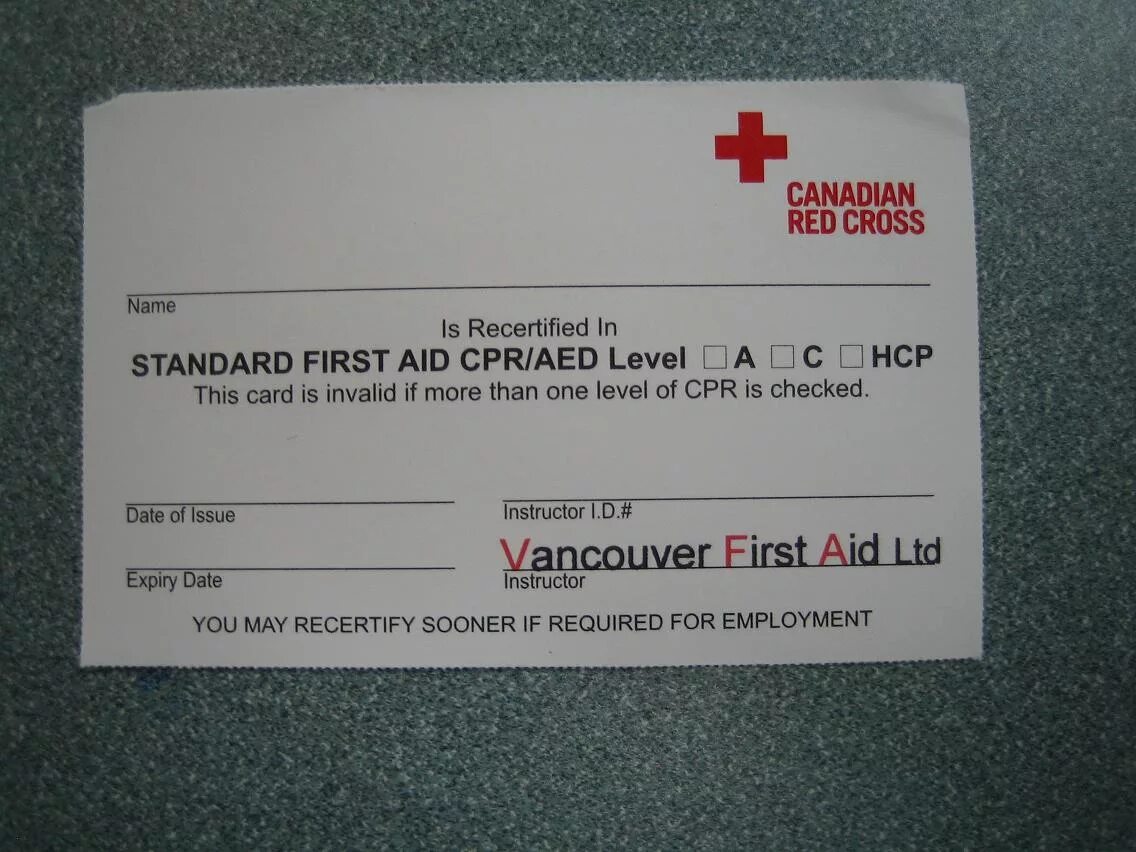 CANADIAN
RED CROSS
Name
Is Recertified In
STANDARD FIRST AID CPR/AED Level ☐ A ☐ C ☐ HCP
This card is invalid if more than one level of CPR is checked.
Date of Issue
Instructor I.D.#
Vancouver First Aid Ltd
Expiry Date
Instructor
YOU MAY RECERTIFY SOONER IF REQUIRED FOR EMPLOYMENT